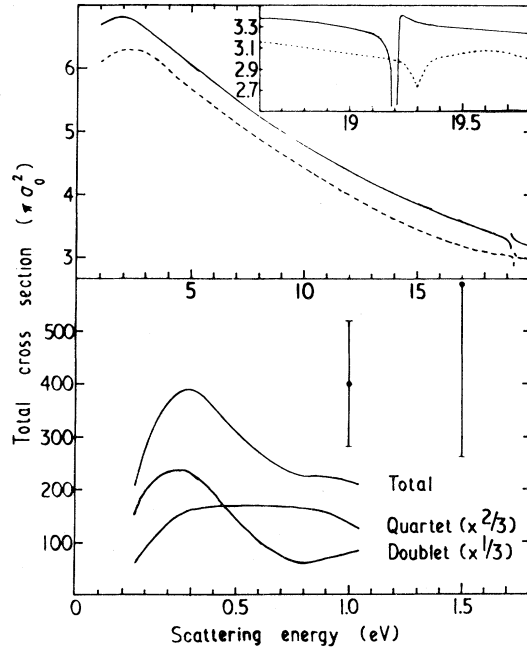 3.3
3.1
2.9
2.7
19 19.5
6
5
4
3
5 10 15
Total cross section (π σ₀²)
500
400
300
200
100
0
Total
Quartet (x 2/3)
Doublet (x 1/3)
0 0.5 1.0 1.5
Scattering energy (eV)